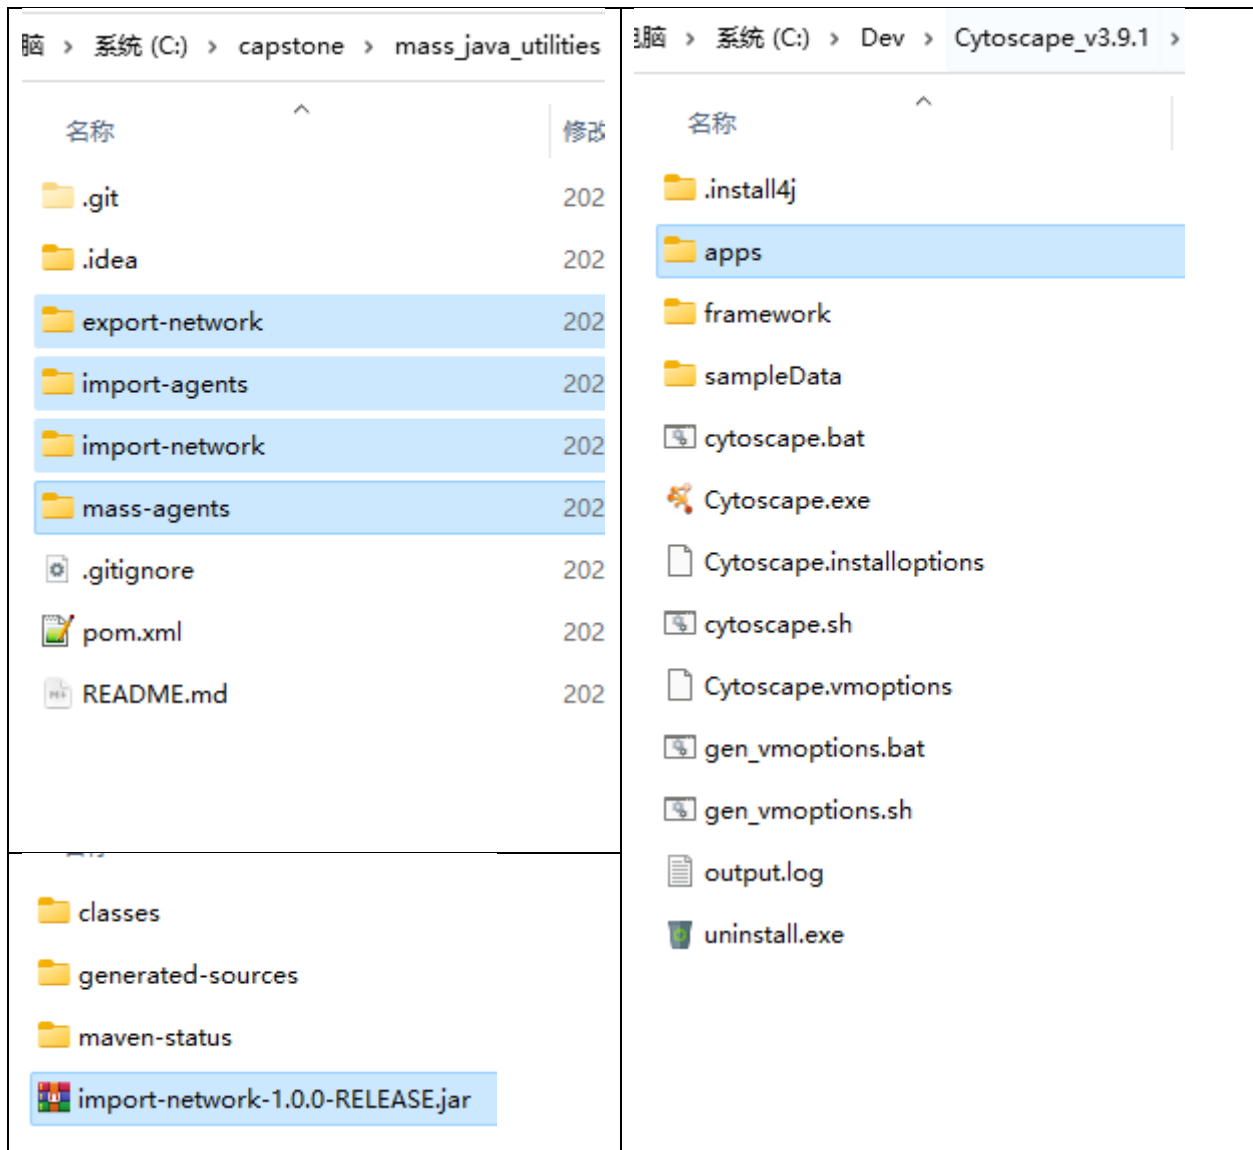 脑 > 系统 (C:) > capstone > mass_java_utilities
名称 修改
.git 202
.idea 202
export-network 202
import-agents 202
import-network 202
mass-agents 202
.gitignore 202
pom.xml 202
README.md 202
classes
generated-sources
maven-status
import-network-1.0.0-RELEASE.jar
脑 > 系统 (C:) > Dev > Cytoscape_v3.9.1 >
名称
.install4j
apps
framework
sampleData
cytoscape.bat
Cytoscape.exe
Cytoscape.installoptions
cytoscape.sh
Cytoscape.vmoptions
gen_vmoptions.bat
gen_vmoptions.sh
output.log
uninstall.exe